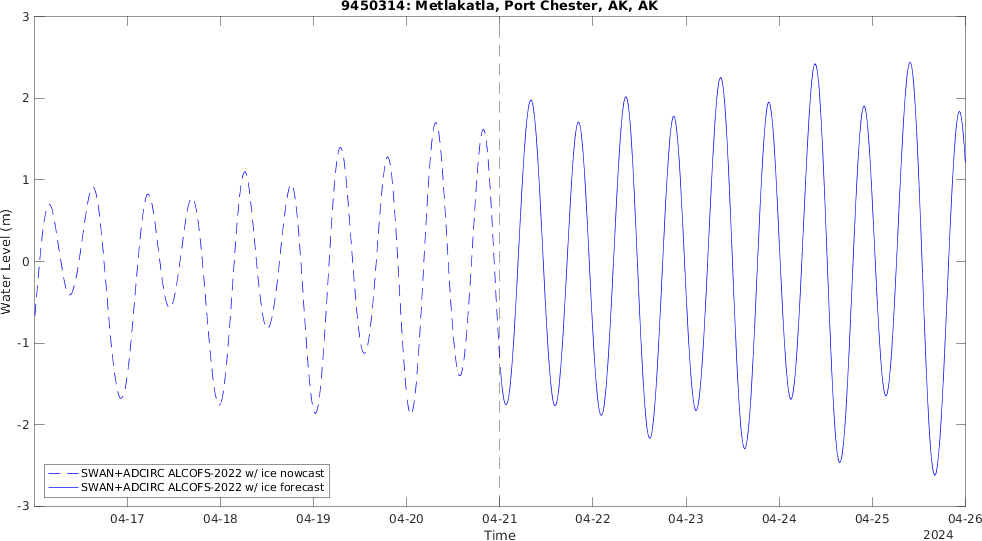 9450314: Metlakatla, Port Chester, AK, AK
3
2
1
0
-1
-2
-3
Water Level (m)
SWAN+ADCIRC ALCOFS-2022 w/ ice nowcast
SWAN+ADCIRC ALCOFS-2022 w/ ice forecast
04-17 04-18 04-19 04-20 04-21 04-22 04-23 04-24 04-25 04-26
Time
2024